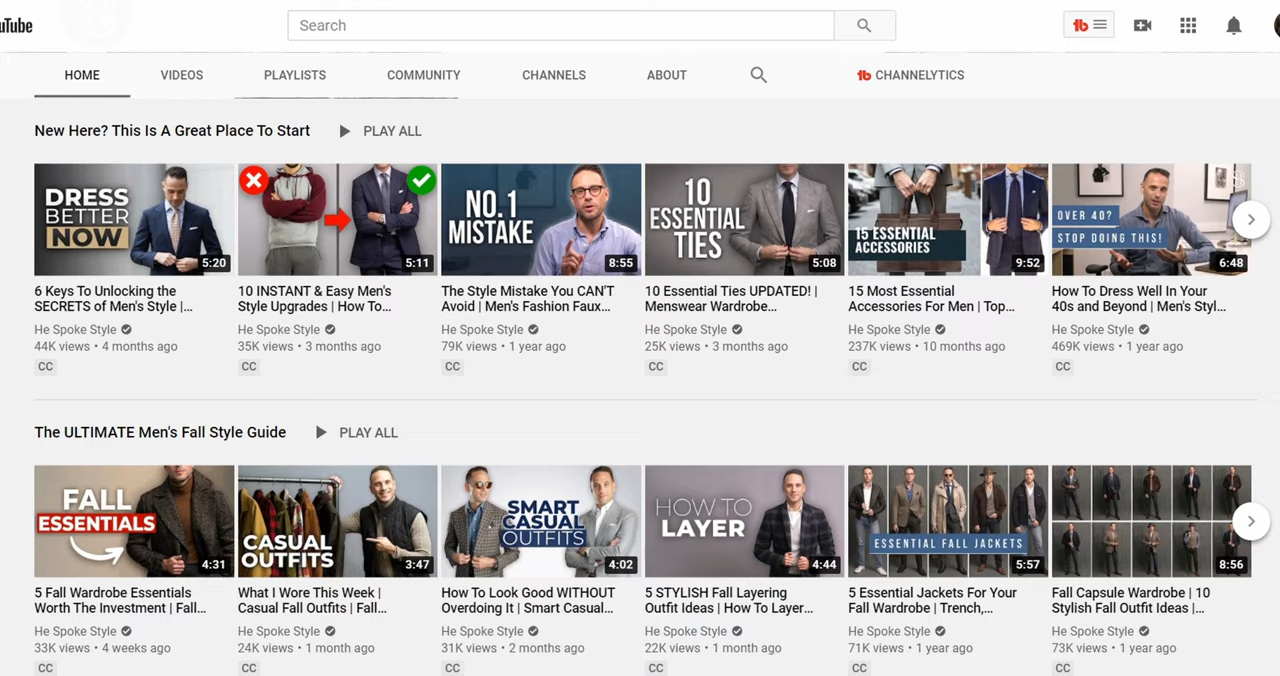 uTube
Search
HOME
VIDEOS
PLAYLISTS
COMMUNITY
CHANNELS
ABOUT
CHANNELYTICS
New Here? This Is A Great Place To Start
PLAY ALL
DRESS
BETTER
NOW
5:20
5:11
NO.1
MISTAKE
8:55
10
ESSENTIAL
TIES
5:08
15 ESSENTIAL
ACCESSORIES
9:52
OVER 40?
STOP DOING THIS!
6:48
6 Keys To Unlocking the
SECRETS of Men's Style |...
He Spoke Style
44K views • 4 months ago
CC
10 INSTANT & Easy Men's
Style Upgrades | How To...
He Spoke Style
35K views • 3 months ago
CC
The Style Mistake You CAN'T
Avoid | Men's Fashion Faux...
He Spoke Style
79K views • 1 year ago
CC
10 Essential Ties UPDATED! |
Menswear Wardrobe...
He Spoke Style
25K views • 3 months ago
CC
15 Most Essential
Accessories For Men | Top...
He Spoke Style
237K views • 10 months ago
CC
How To Dress Well In Your
40s and Beyond | Men's Styl...
He Spoke Style
469K views • 1 year ago
CC
The ULTIMATE Men's Fall Style Guide
PLAY ALL
FALL
ESSENTIALS
4:31
CASUAL
OUTFITS
3:47
SMART
CASUAL
OUTFITS
4:02
HOW TO
LAYER
4:44
ESSENTIAL FALL JACKETS
5:57
8:56
5 Fall Wardrobe Essentials
Worth The Investment | Fall...
He Spoke Style
33K views • 4 weeks ago
CC
What I Wore This Week |
Casual Fall Outfits | Fall...
He Spoke Style
24K views • 1 month ago
CC
How To Look Good WITHOUT
Overdoing It | Smart Casual...
He Spoke Style
31K views • 2 months ago
CC
5 STYLISH Fall Layering
Outfit Ideas | How To Layer...
He Spoke Style
22K views • 1 month ago
CC
5 Essential Jackets For Your
Fall Wardrobe | Trench,...
He Spoke Style
71K views • 1 year ago
CC
Fall Capsule Wardrobe | 10
Stylish Fall Outfit Ideas |...
He Spoke Style
73K views • 1 year ago
CC